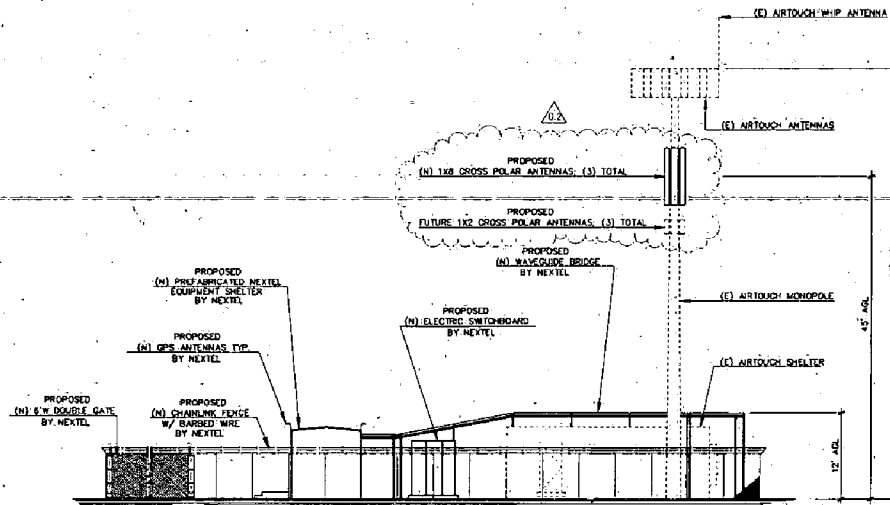 (E) AIRTOUCH WHIP ANTENNA
(E) AIRTOUCH ANTENNAS
0.2
PROPOSED
(N) 1X8 CROSS POLAR ANTENNAS; (3) TOTAL
PROPOSED
FUTURE 1X2 CROSS POLAR ANTENNAS; (3) TOTAL
PROPOSED
(N) WAVEGUIDE BRIDGE
BY NEXTEL
PROPOSED
(N) PREFABRICATED NEXTEL
EQUIPMENT SHELTER
BY NEXTEL
(E) AIRTOUCH MONOPOLE
45' AGL
PROPOSED
(N) ELECTRIC SWITCHBOARD
BY NEXTEL
PROPOSED
(N) GPS ANTENNAS TYP.
BY NEXTEL
(E) AIRTOUCH SHELTER
PROPOSED
(N) 6'W DOUBLE GATE
BY NEXTEL
PROPOSED
(N) CHAINLINK FENCE
W/ BARBED WIRE
BY NEXTEL
12' AGL